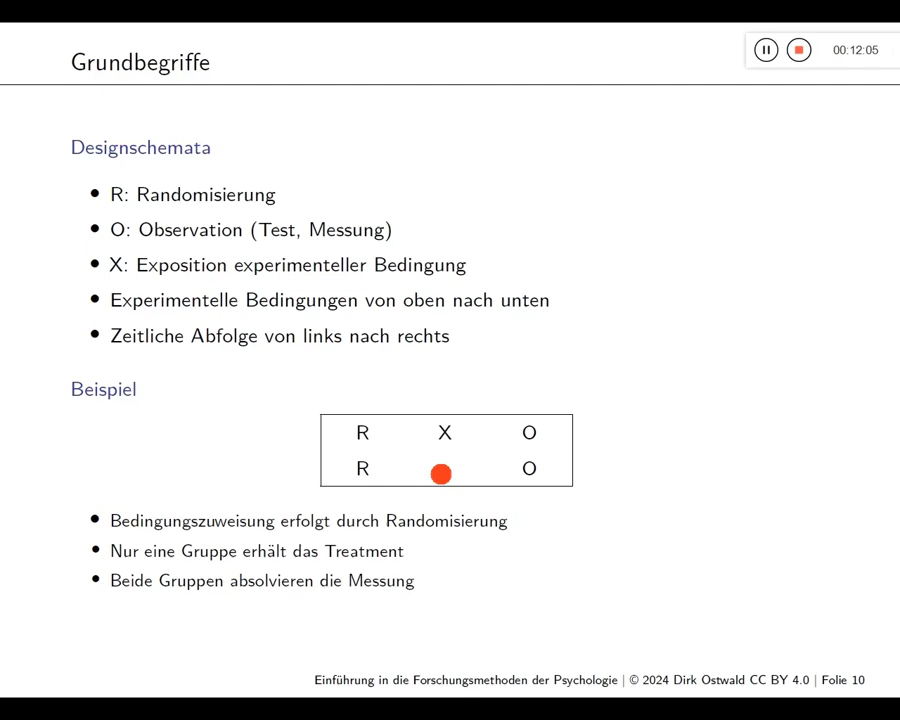 Grundbegriffe
00:12:05
Designschemata
• R: Randomisierung
• O: Observation (Test, Messung)
• X: Exposition experimenteller Bedingung
• Experimentelle Bedingungen von oben nach unten
• Zeitliche Abfolge von links nach rechts
Beispiel
R X O
R O
• Bedingungszuweisung erfolgt durch Randomisierung
• Nur eine Gruppe erhält das Treatment
• Beide Gruppen absolvieren die Messung
Einführung in die Forschungsmethoden der Psychologie | © 2024 Dirk Ostwald CC BY 4.0 | Folie 10